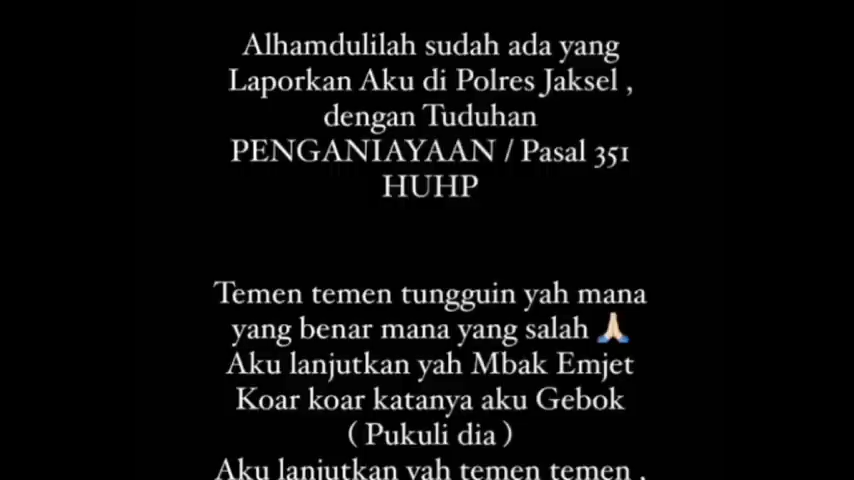 Alhamdulilah sudah ada yang
Laporkan Aku di Polres Jaksel ,
dengan Tuduhan
PENGANIAYAAN / Pasal 351
HUHP
Temen temen tungguin yah mana
yang benar mana yang salah 🙏🏻
Aku lanjutkan yah Mbak Emjet
Koar koar katanya aku Gebok
( Pukuli dia )
Aku lanjutkan yah temen temen ,